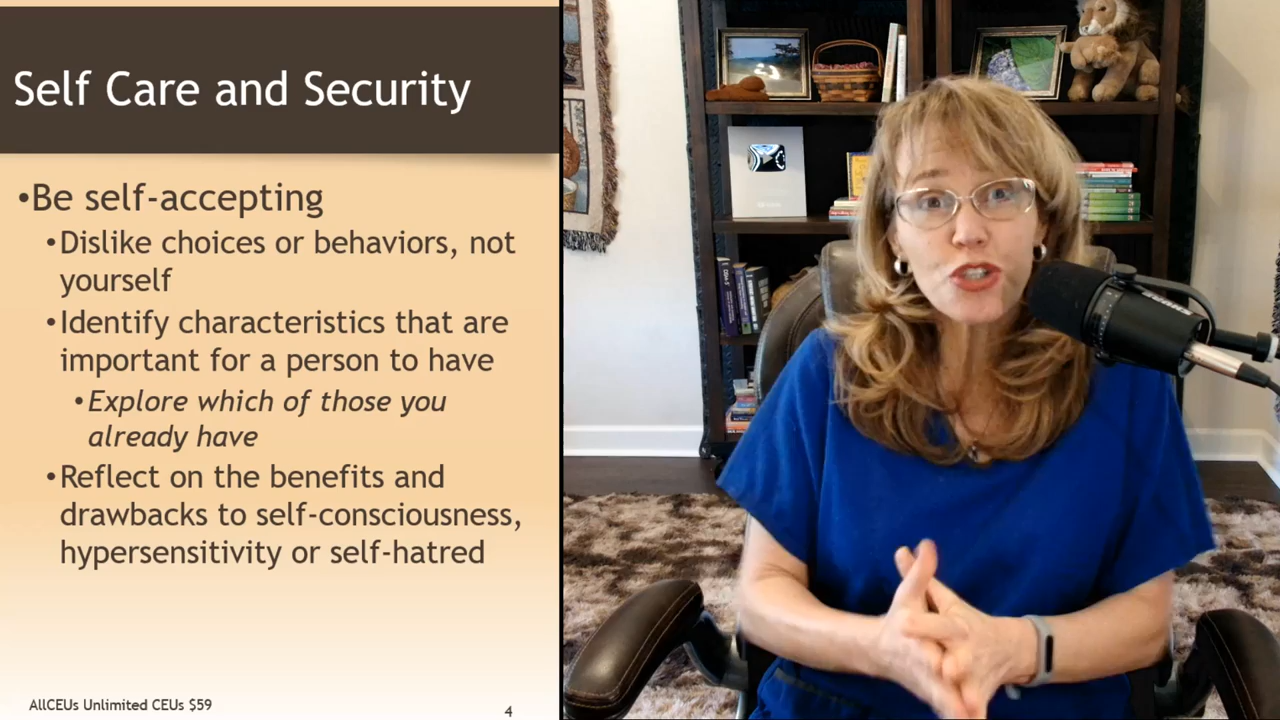 Self Care and Security
•Be self-accepting
•Dislike choices or behaviors, not
yourself
•Identify characteristics that are
important for a person to have
•Explore which of those you
already have
•Reflect on the benefits and
drawbacks to self-consciousness,
hypersensitivity or self-hatred
AllCEUs Unlimited CEUs $59
4